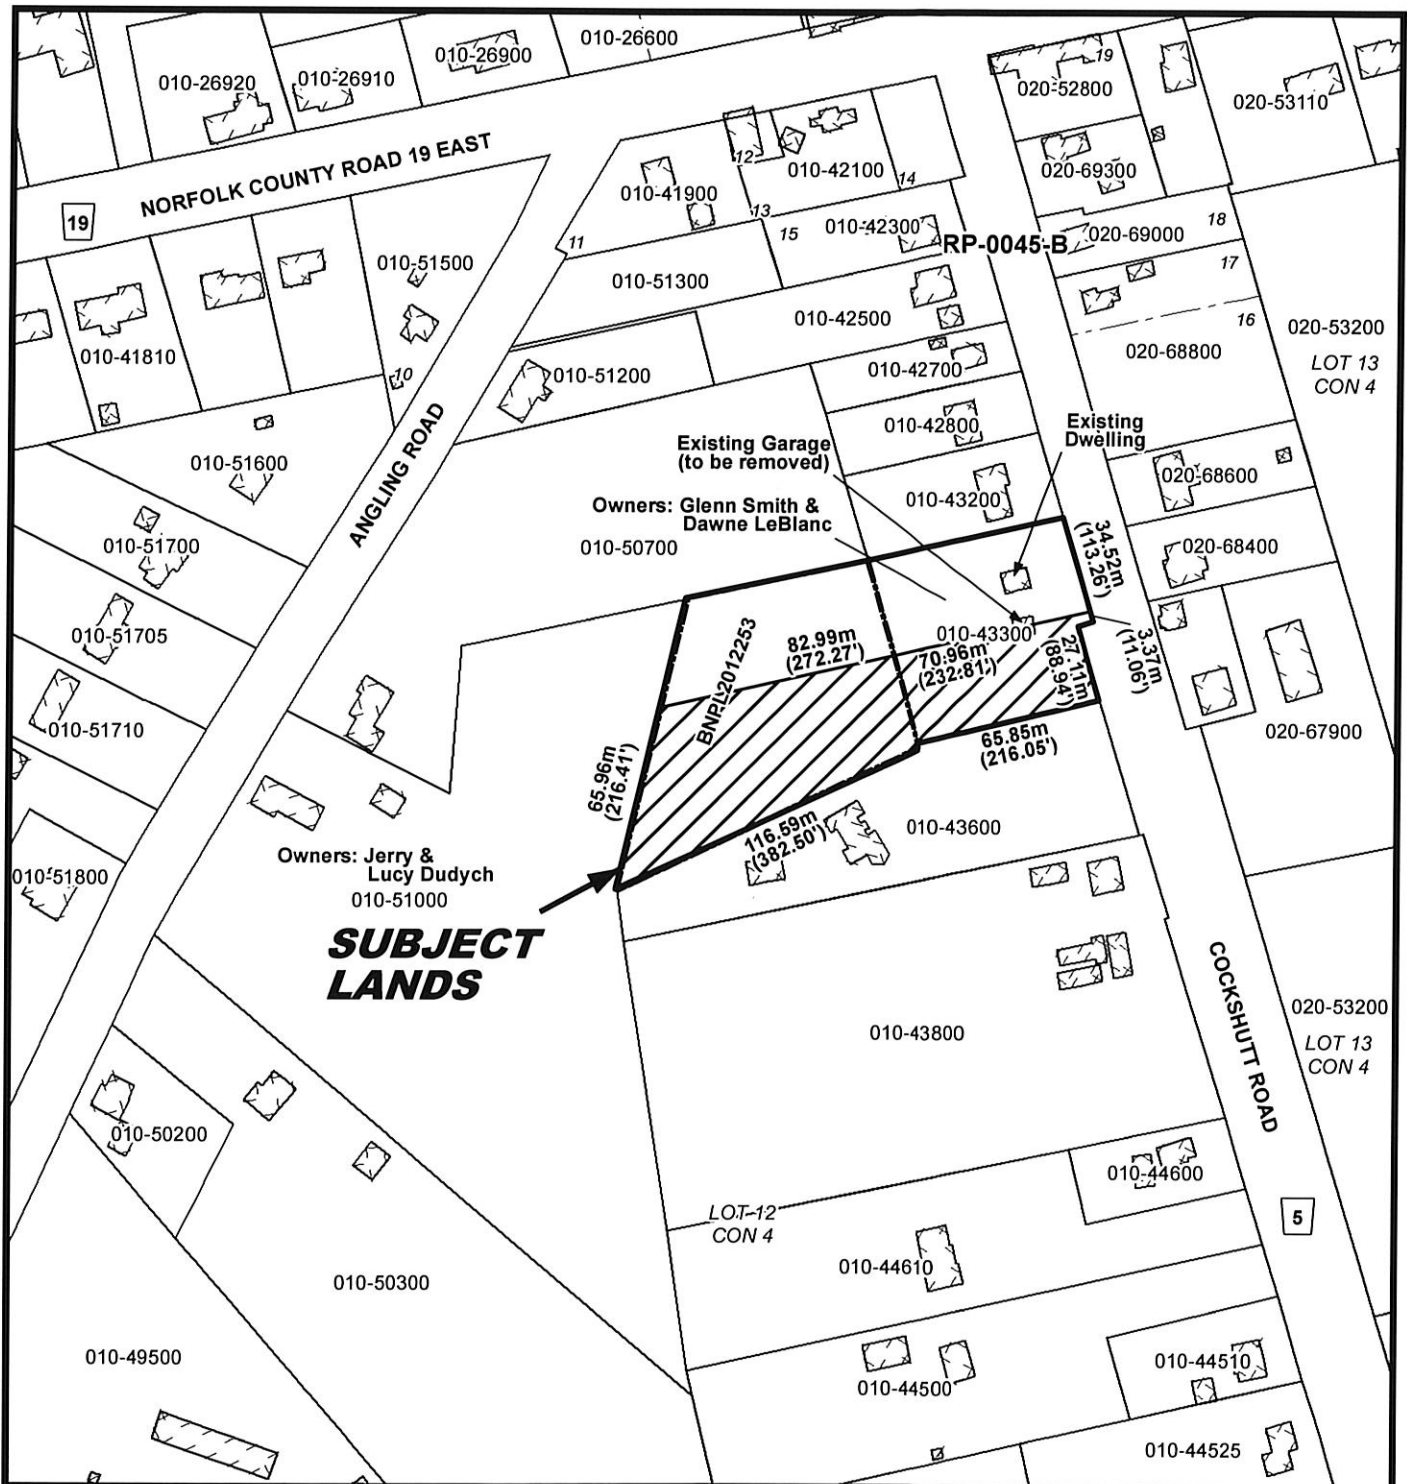 010-26600
010-26900
19
010-26920
010-26910
020-52800
020-53110
NORFOLK COUNTY ROAD 19 EAST
12
010-42100
020-69300
14
010-41900
19
13
15
010-42300
18
RP-0045-B
020-69000
11
010-51500
17
010-51300
010-42500
16
020-53200
010-41810
020-68800
LOT 13
CON 4
10
010-51200
010-42700
Existing
Dwelling
010-42800
Existing Garage
(to be removed)
010-51600
ANGLING ROAD
020-68600
010-43200
Owners: Glenn Smith &
Dawne LeBlanc
34.52m
(113.26')
010-51700
010-50700
020-68400
010-51705
010-43300
82.99m
(272.27')
BNPL2012253
70.96m
(232.81')
27.11m
(88.94')
3.37m
(11.06')
010-51710
020-67900
65.85m
(216.05')
65.96m
(216.41')
116.59m
(382.50')
010-43600
Owners: Jerry &
Lucy Dudych
010-51000
010-51800
SUBJECT
LANDS
COCKSHUTT ROAD
020-53200
LOT 13
CON 4
010-43800
010-50200
010-44600
LOT 12
CON 4
5
010-44610
010-50300
010-49500
010-44510
010-44500
010-44525